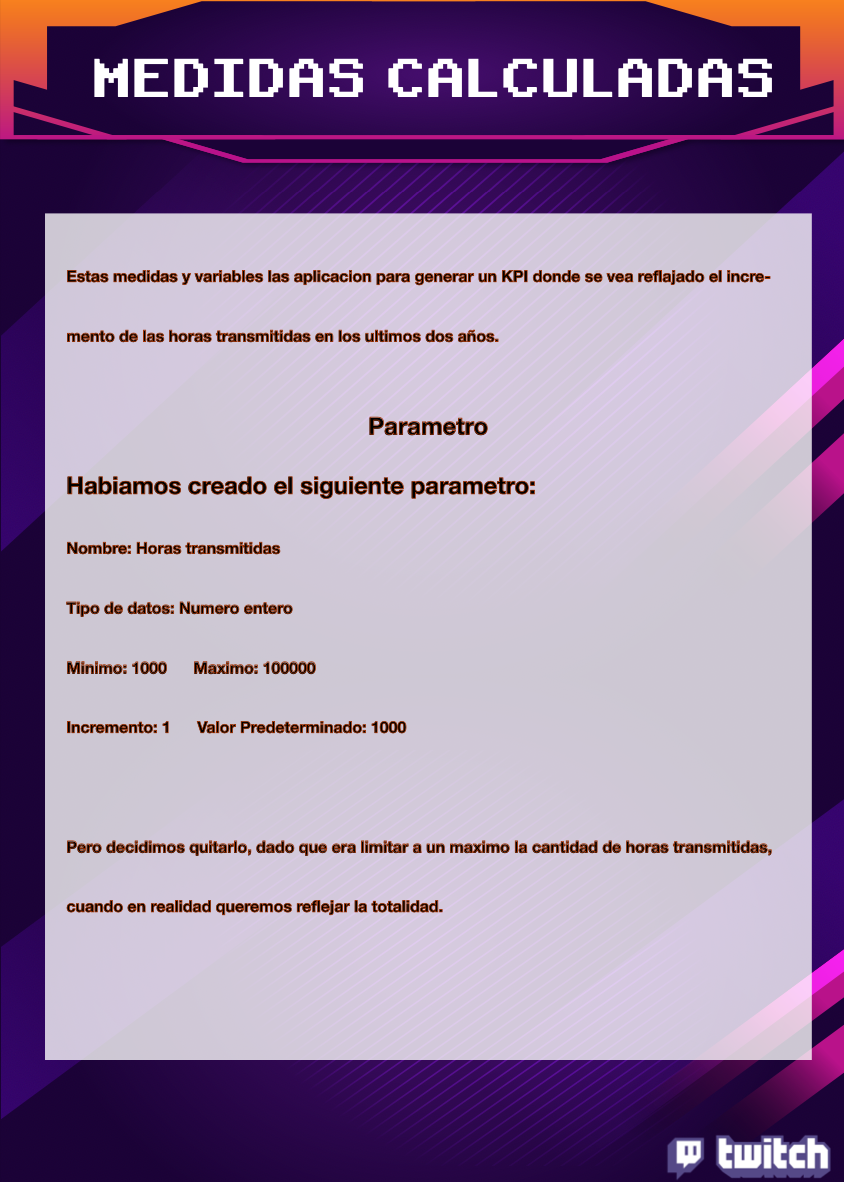 MEDIDAS CALCULADAS
Estas medidas y variables las aplicacion para generar un KPI donde se vea reflajado el incre-
mento de las horas transmitidas en los ultimos dos años.
Parametro
Habiamos creado el siguiente parametro:
Nombre: Horas transmitidas
Tipo de datos: Numero entero
Minimo: 1000 Maximo: 100000
Incremento: 1 Valor Predeterminado: 1000
Pero decidimos quitarlo, dado que era limitar a un maximo la cantidad de horas transmitidas,
cuando en realidad queremos reflejar la totalidad.
twitch